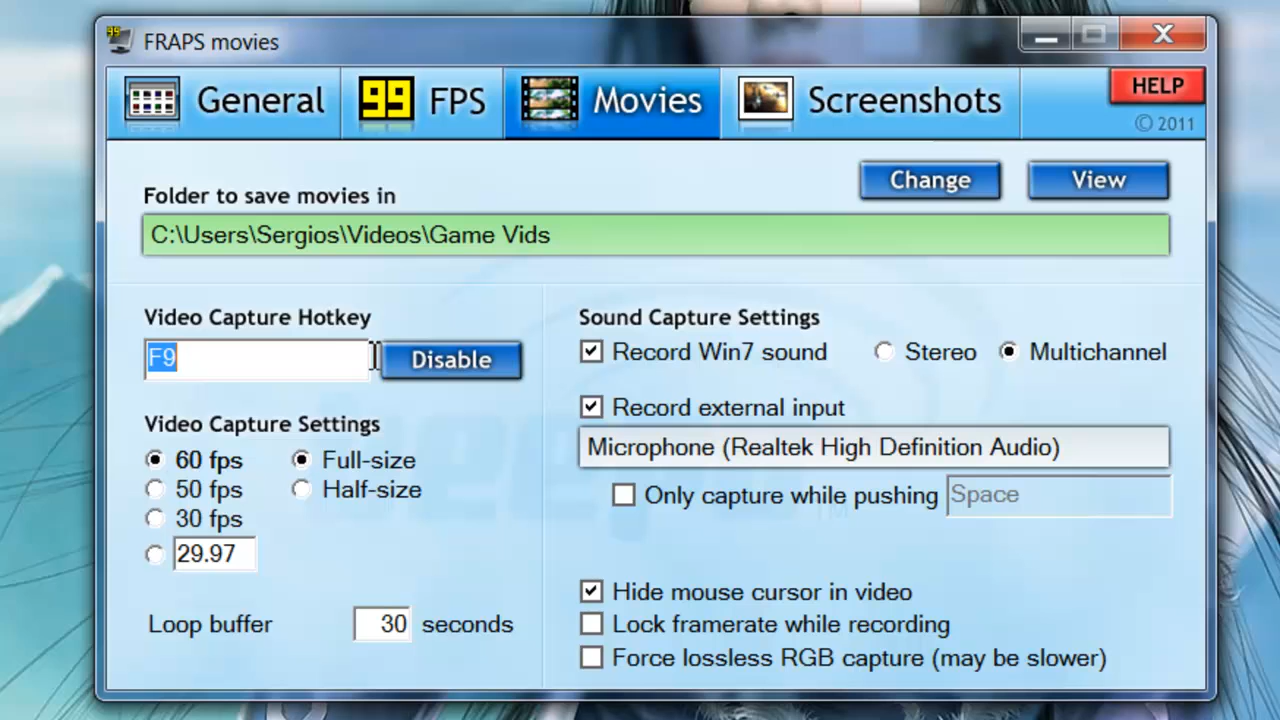 99
FRAPS movies
General
99
FPS
Movies
Screenshots
HELP
© 2011
Folder to save movies in
Change
View
C:\Users\Sergios\Videos\Game Vids
Video Capture Hotkey
F9
Disable
Video Capture Settings
60 fps
Full-size
50 fps
Half-size
30 fps
29.97
Loop buffer
30 seconds
Sound Capture Settings
Record Win7 sound
Stereo
Multichannel
Record external input
Microphone (Realtek High Definition Audio)
Only capture while pushing
Space
Hide mouse cursor in video
Lock framerate while recording
Force lossless RGB capture (may be slower)